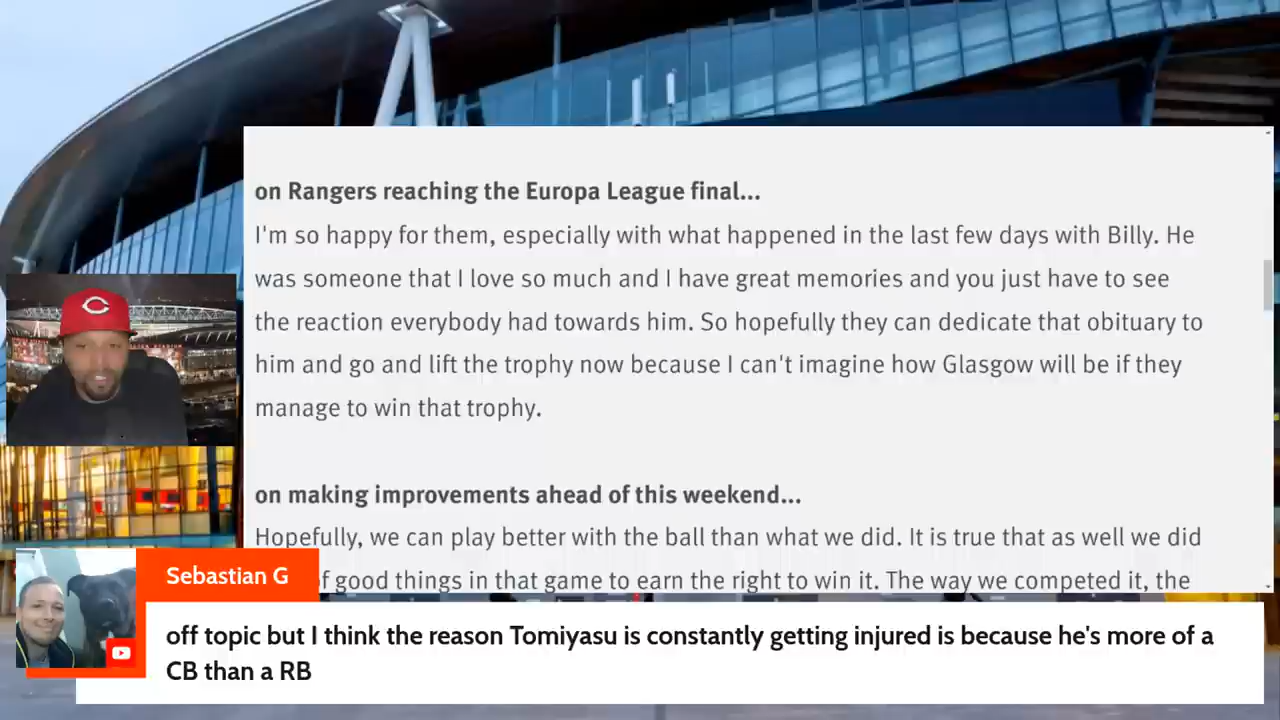 on Rangers reaching the Europa League final...
I'm so happy for them, especially with what happened in the last few days with Billy. He
was someone that I love so much and I have great memories and you just have to see
the reaction everybody had towards him. So hopefully they can dedicate that obituary to
him and go and lift the trophy now because I can't imagine how Glasgow will be if they
manage to win that trophy.
on making improvements ahead of this weekend...
Hopefully, we can play better with the ball than what we did. It is true that as well we did
of good things in that game to earn the right to win it. The way we competed it, the
Sebastian G
off topic but I think the reason Tomiyasu is constantly getting injured is because he's more of a
CB than a RB